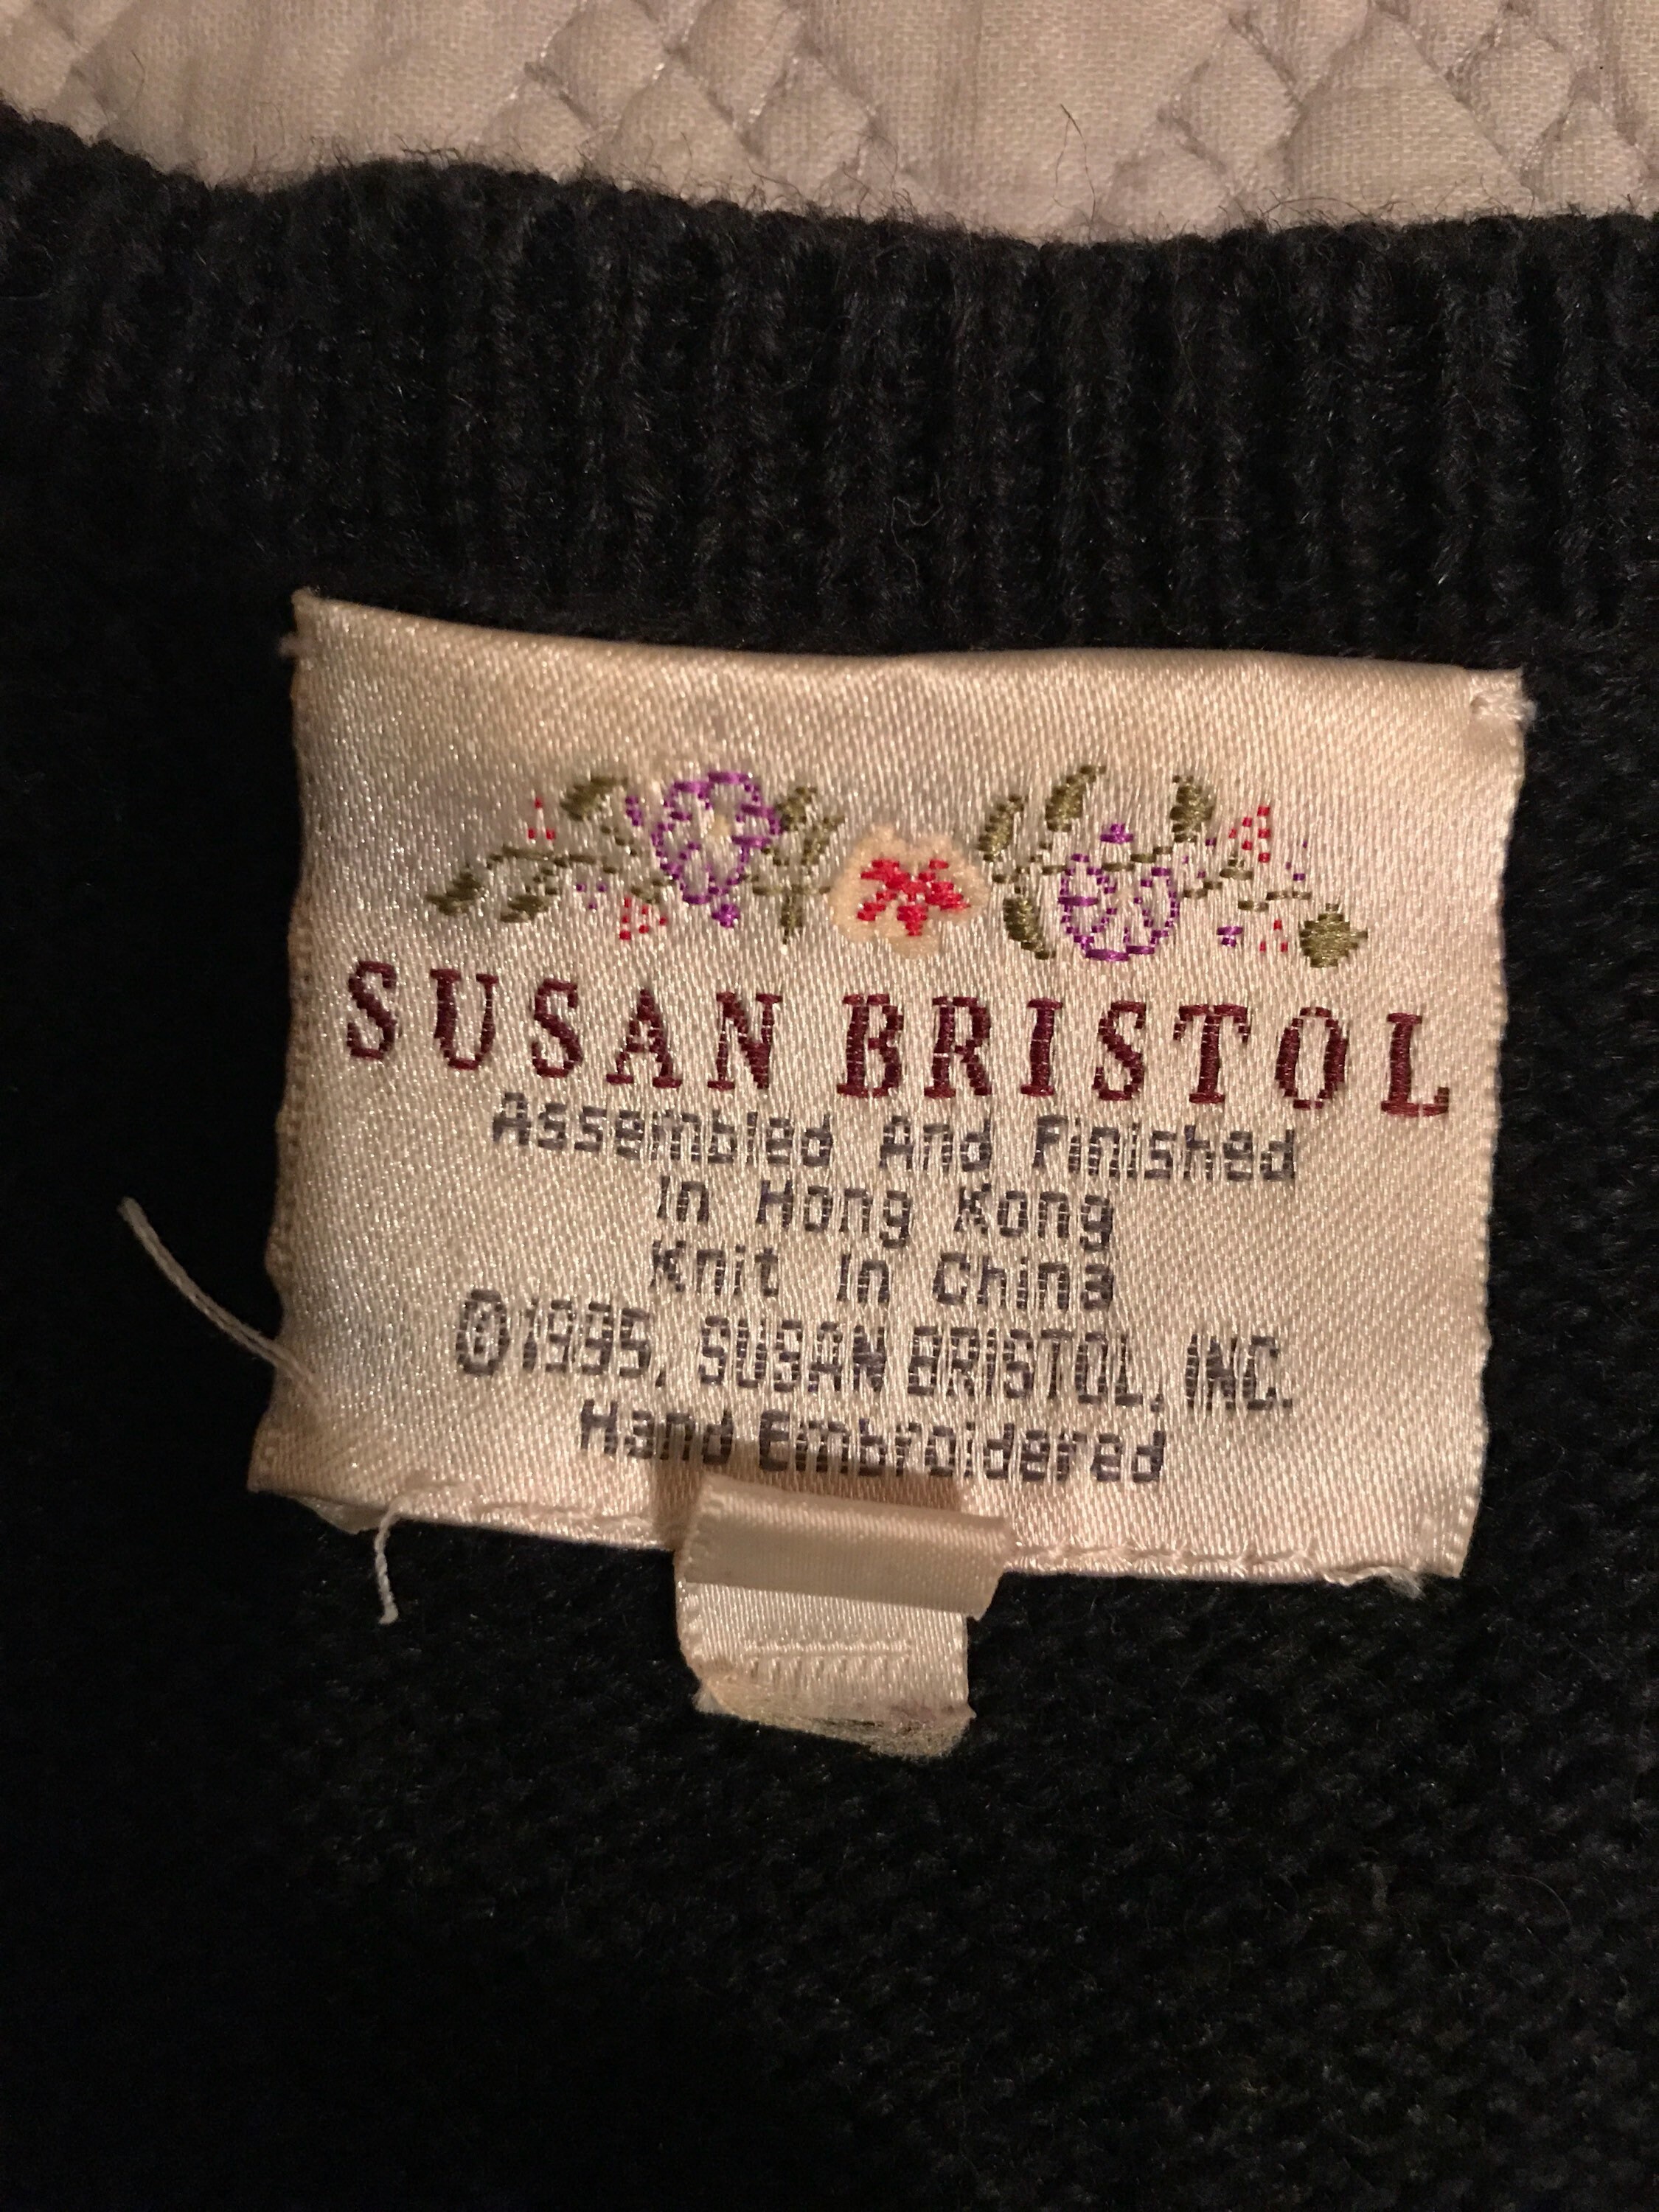 SUSAN BRISTOL
Assembled And Finished
In Hong Kong
Knit In China
©1995, SUSAN BRISTOL, INC.
Hand Embroidered